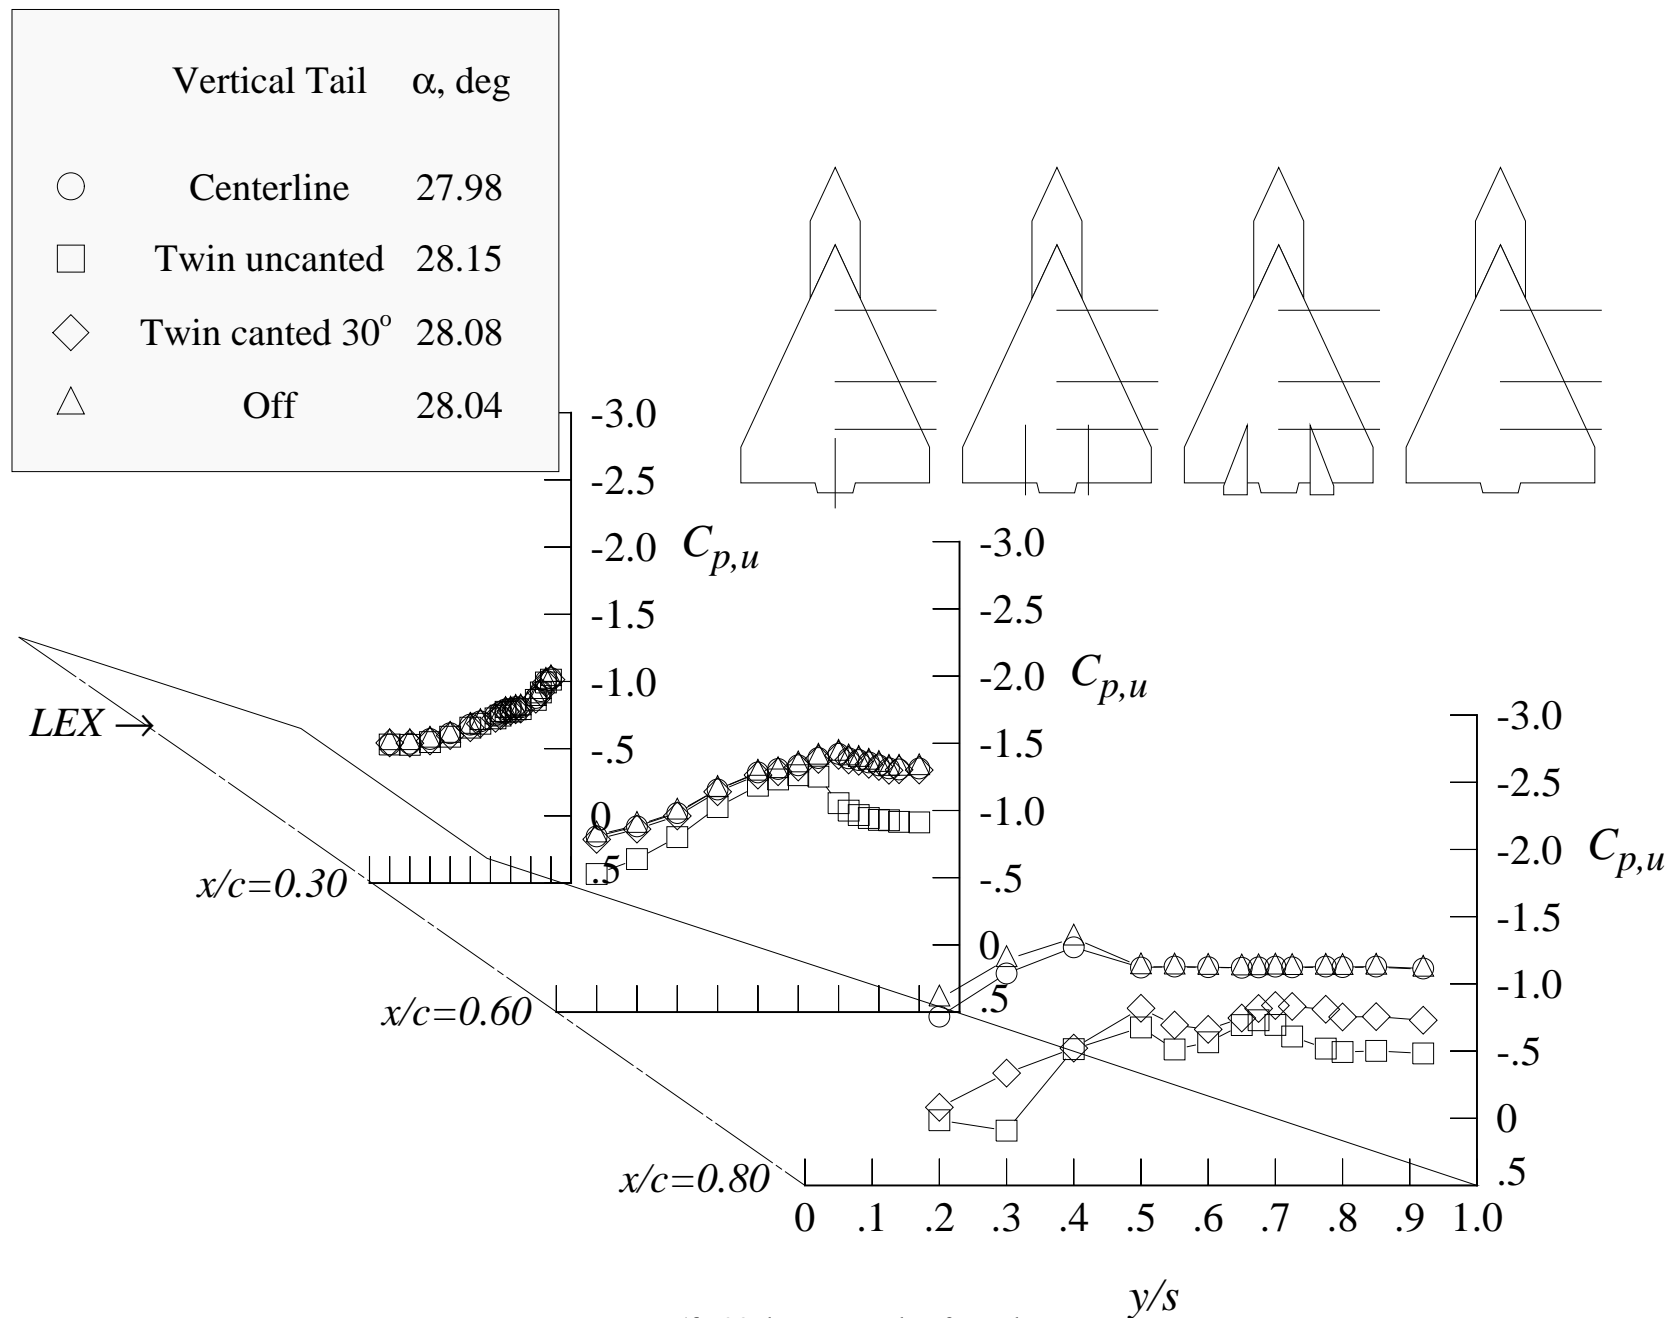 Vertical Tail α, deg
Centerline 27.98
Twin uncanted 28.15
Twin canted 30° 28.08
Off 28.04
-3.0
-2.5
-2.0
-1.5
-1.0
-.5
0
.5
Cp,u
x/c=0.30
LEX →
-3.0
-2.5
-2.0
-1.5
-1.0
-.5
0
.5
Cp,u
x/c=0.60
-3.0
-2.5
-2.0
-1.5
-1.0
-.5
0
.5
Cp,u
x/c=0.80
0 .1 .2 .3 .4 .5 .6 .7 .8 .9 1.0
y/s